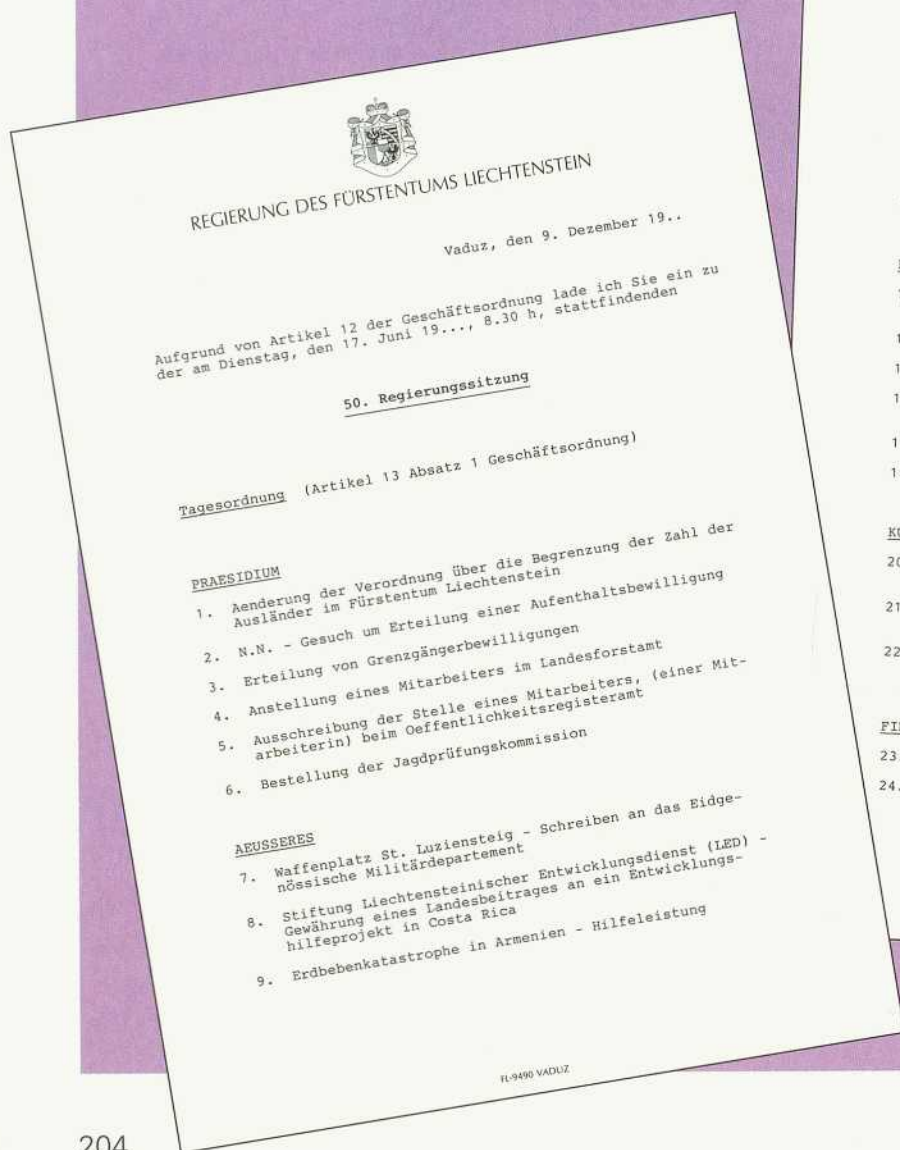 REGIERUNG DES FÜRSTENTUMS LIECHTENSTEIN
Vaduz, den 9. Dezember 19..
Aufgrund von Artikel 12 der Geschäftsordnung lade ich Sie ein zu
der am Dienstag, den 17. Juni 19..., 8.30 h, stattfindenden
50. Regierungssitzung
Tagesordnung (Artikel 13 Absatz 1 Geschäftsordnung)
PRAESIDIUM
1. Aenderung der Verordnung über die Begrenzung der Zahl der
Ausländer im Fürstentum Liechtenstein
2. N.N. - Gesuch um Erteilung einer Aufenthaltsbewilligung
3. Erteilung von Grenzgängerbewilligungen
4. Anstellung eines Mitarbeiters im Landesforstamt
5. Ausschreibung der Stelle eines Mitarbeiters, (einer Mit-
arbeiterin) beim Oeffentlichkeitsregisteramt
6. Bestellung der Jagdprüfungskommission
AEUSSERES
7. Waffenplatz St. Luziensteig - Schreiben an das Eidge-
nössische Militärdepartement
8. Stiftung Liechtensteinischer Entwicklungsdienst (LED) -
Gewährung eines Landesbeitrages an ein Entwicklungs-
hilfeprojekt in Costa Rica
9. Erdbebenkatastrophe in Armenien - Hilfeleistung
FL-9490 VADUZ
20
21
22
23.
24.
204